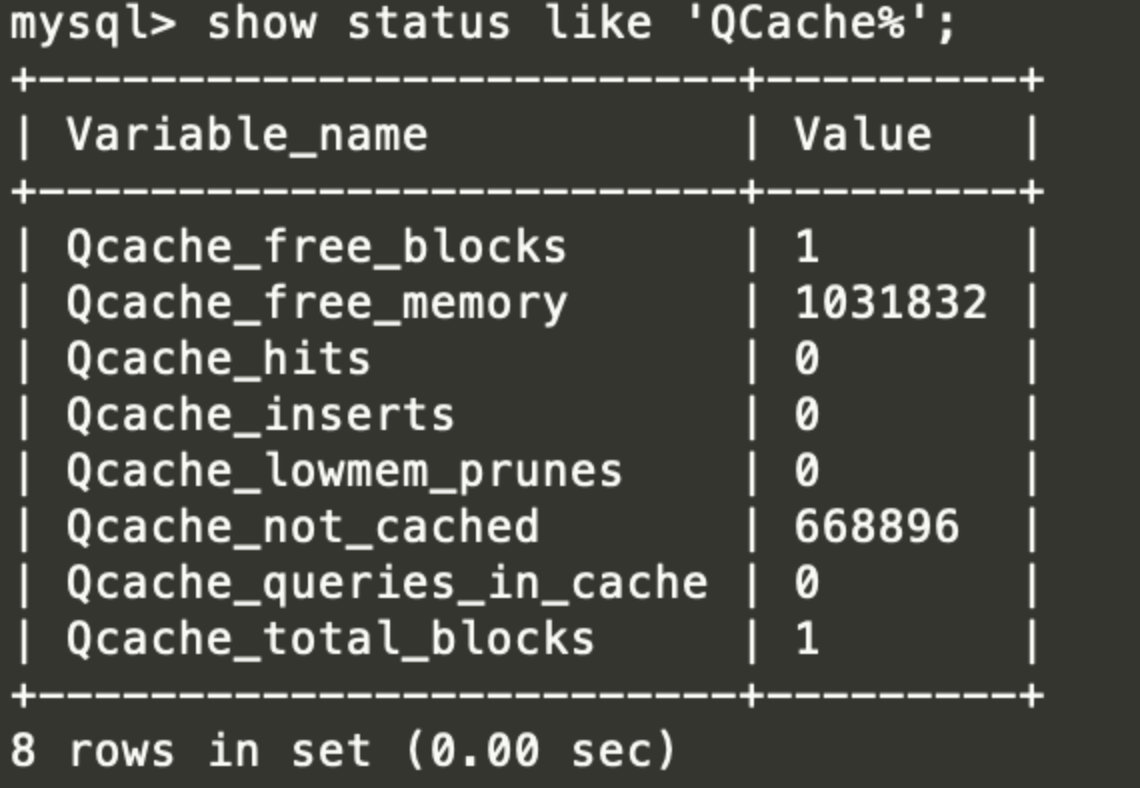 mysql> show status like 'QCache%';
+-------------------------+---------+
| Variable_name           | Value   |
+-------------------------+---------+
| Qcache_free_blocks      | 1       |
| Qcache_free_memory      | 1031832 |
| Qcache_hits             | 0       |
| Qcache_inserts          | 0       |
| Qcache_lowmem_prunes    | 0       |
| Qcache_not_cached       | 668896  |
| Qcache_queries_in_cache | 0       |
| Qcache_total_blocks     | 1       |
+-------------------------+---------+
8 rows in set (0.00 sec)